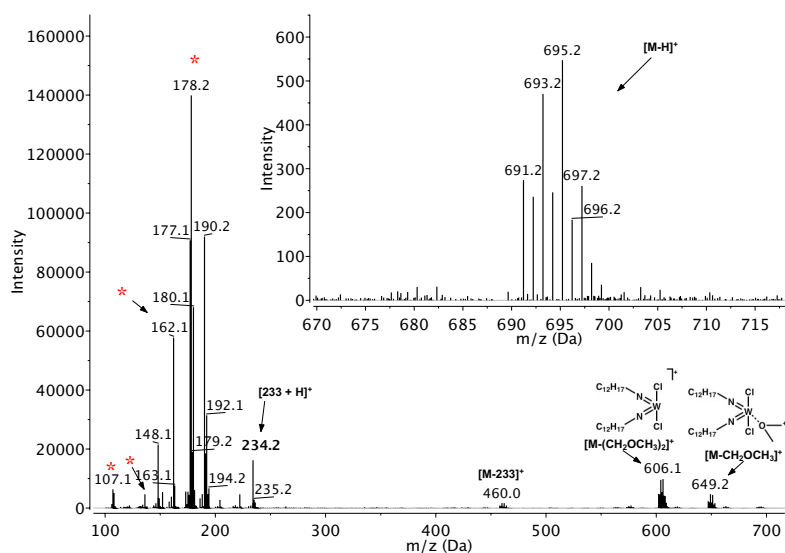 160000
140000
120000
100000
80000
60000
40000
20000
0
Intensity
100
200
300
400
500
600
700
m/z (Da)
*
178.2
177.1
190.2
*
180.1
162.1
192.1
148.1
179.2
*
*
107.1
163.1
194.2
[233 + H]+
234.2
235.2
[M-233]+
460.0
C12H17
N
Cl
W
N
Cl
C12H17
+
[M-(CH2OCH3)2]+
606.1
C12H17
N
Cl
W
N
Cl
O
C12H17
+
[M-CH2OCH3]+
649.2
600
500
400
300
200
100
0
Intensity
670
675
680
685
690
695
700
705
710
715
m/z (Da)
695.2
693.2
691.2
697.2
696.2
[M-H]+